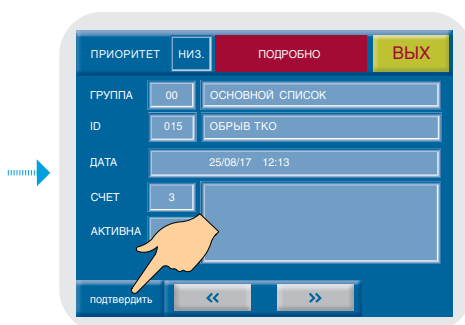 ПРИОРИТЕТ НИЗ. ПОДРОБНО ВЫХ
ГРУППА 00 ОСНОВНОЙ СПИСОК
ID 015 ОБРЫВ ТКО
ДАТА 25/08/17 12:13
СЧЕТ 3
АКТИВНА
подтвердить « »